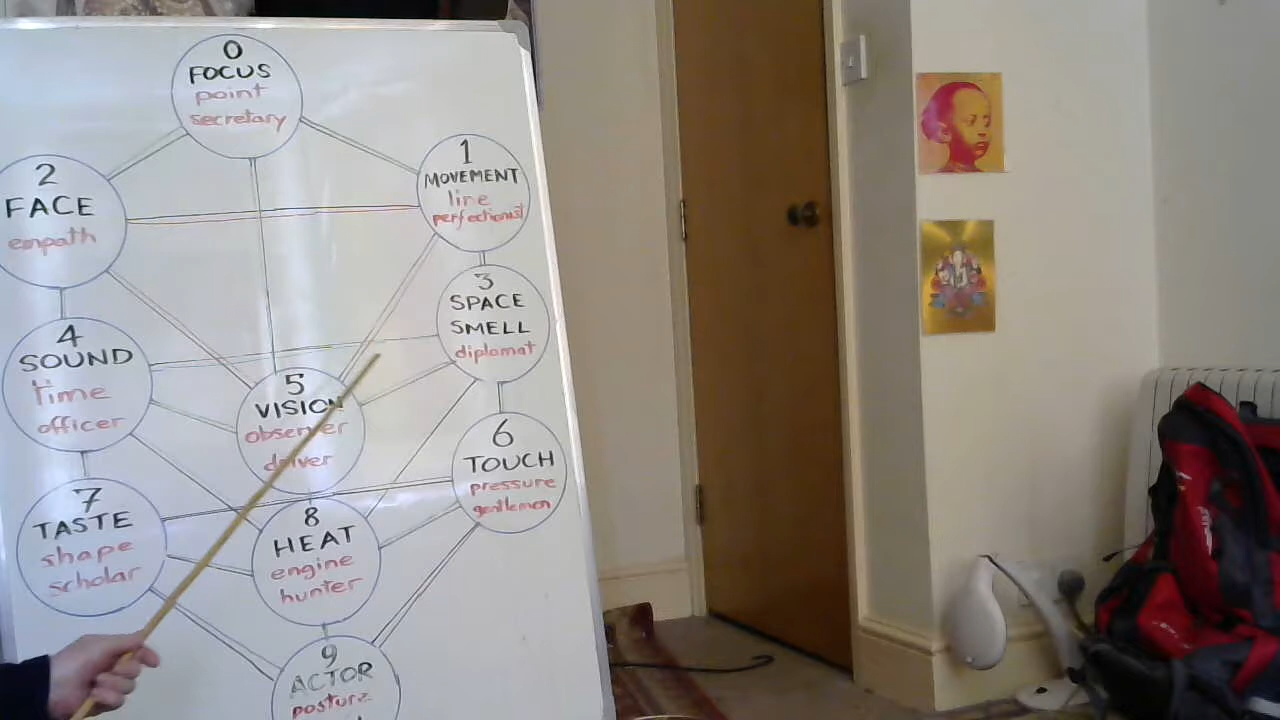 0
FOCUS
point
secretary
1
MOVEMENT
line
perfectionist
2
FACE
empath
3
SPACE
SMELL
diplomat
4
SOUND
time
officer
5
VISION
observer
driver
6
TOUCH
pressure
gentlemen
7
TASTE
shape
scholar
8
HEAT
engine
hunter
9
ACTOR
posture